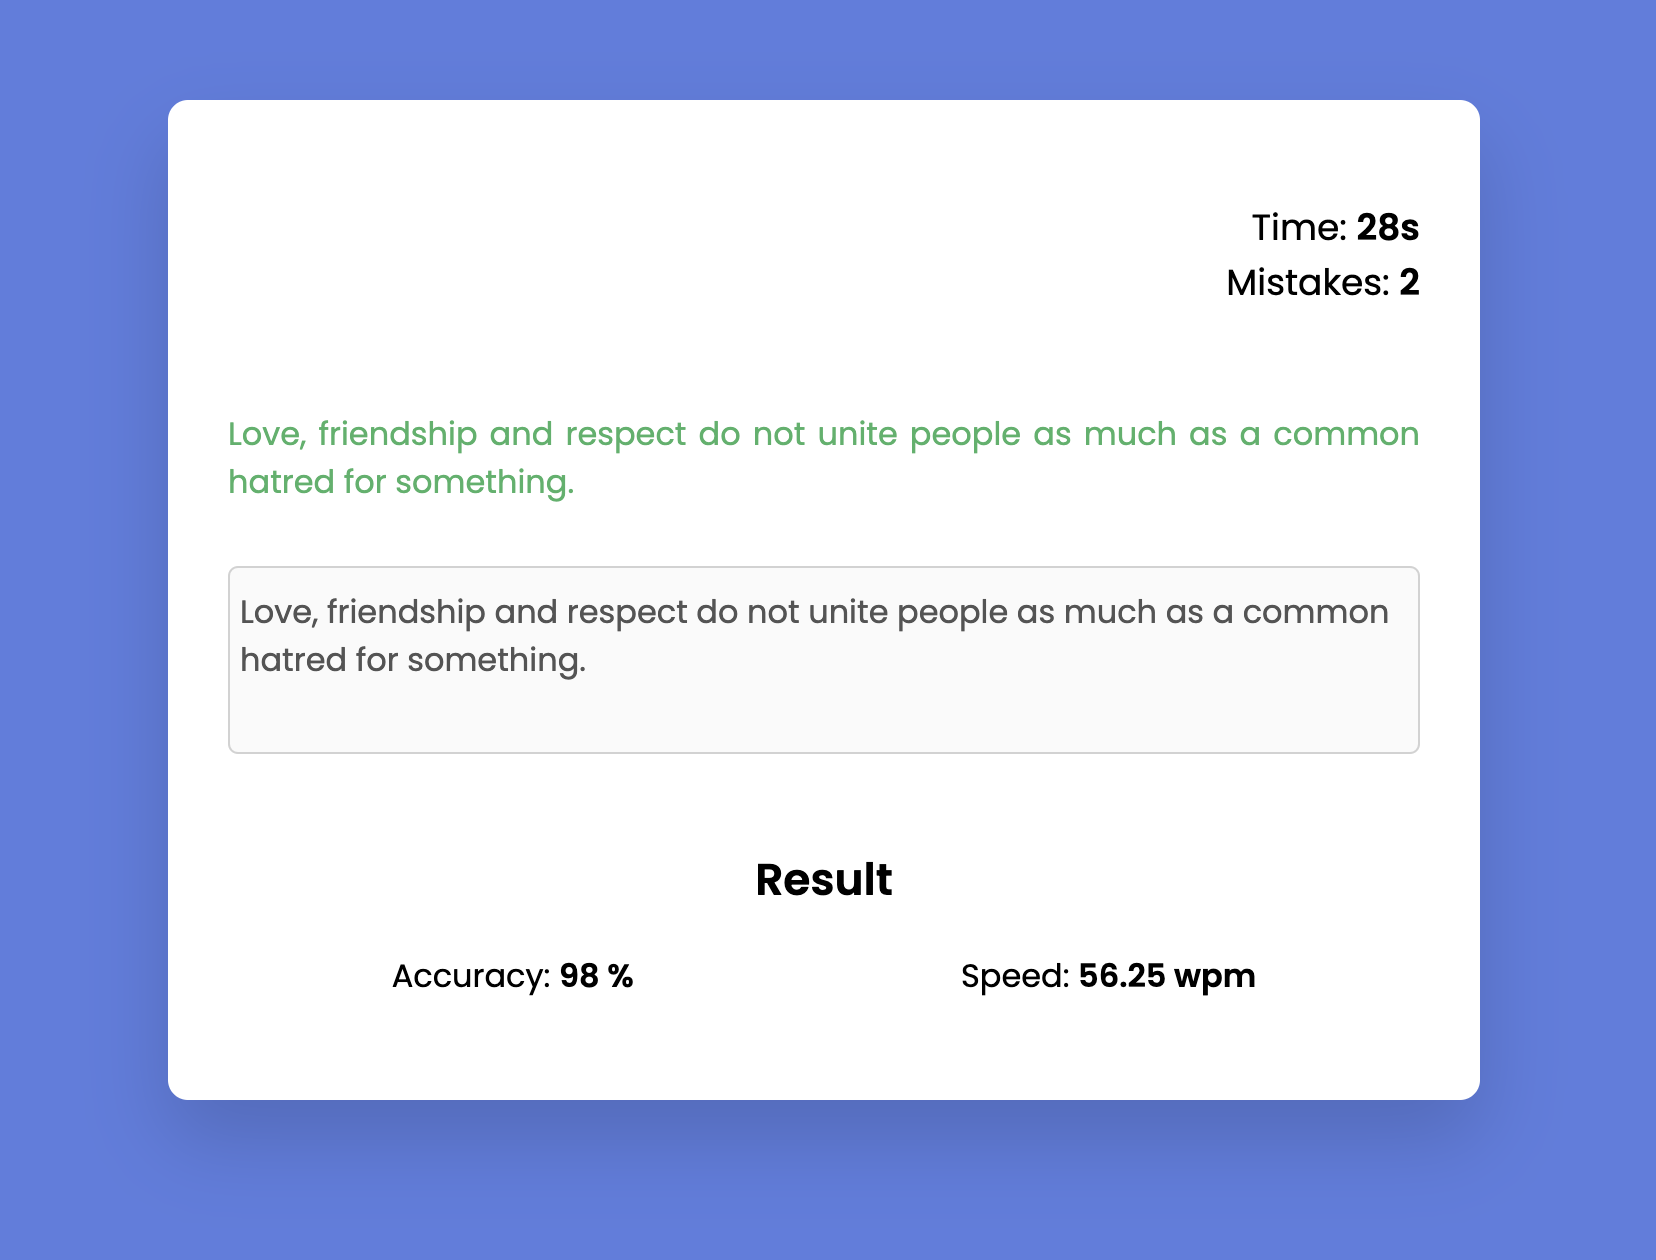 Time: 28s
Mistakes: 2
Love, friendship and respect do not unite people as much as a common
hatred for something.
Love, friendship and respect do not unite people as much as a common
hatred for something.
Result
Accuracy: 98 %
Speed: 56.25 wpm